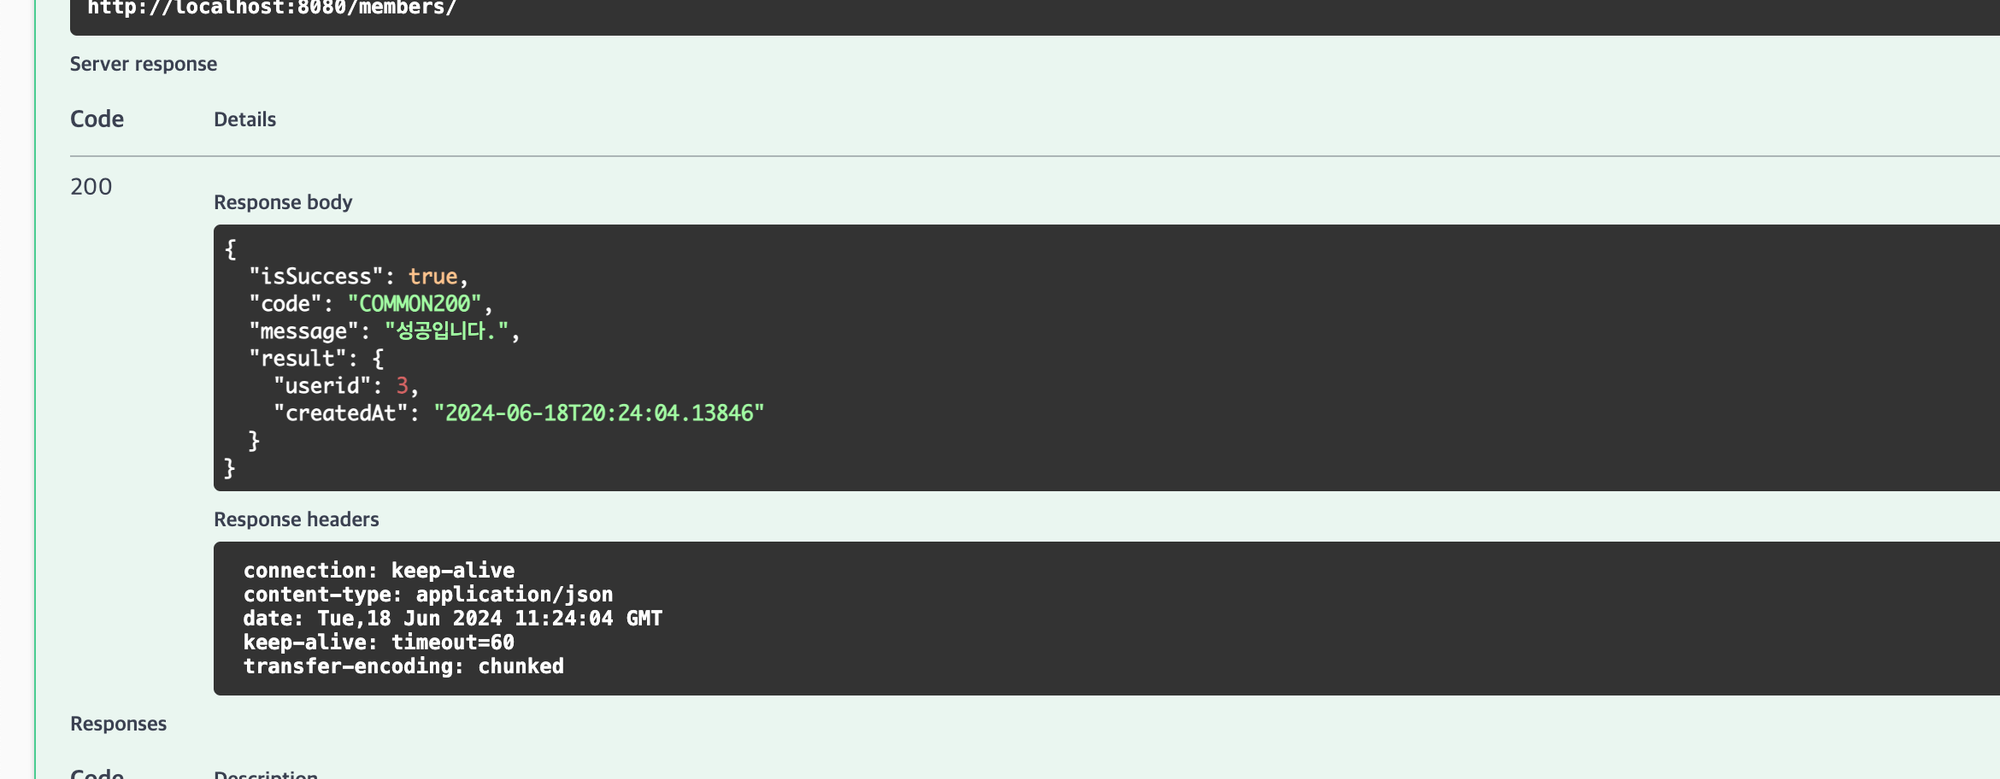 http://localhost:8080/members/
Server response
Code Details
200
Response body
{
  "isSuccess": true,
  "code": "COMMON200",
  "message": "성공입니다.",
  "result": {
    "userid": 3,
    "createdAt": "2024-06-18T20:24:04.13846"
  }
}
Response headers
connection: keep-alive
content-type: application/json
date: Tue,18 Jun 2024 11:24:04 GMT
keep-alive: timeout=60
transfer-encoding: chunked
Responses
Code Description